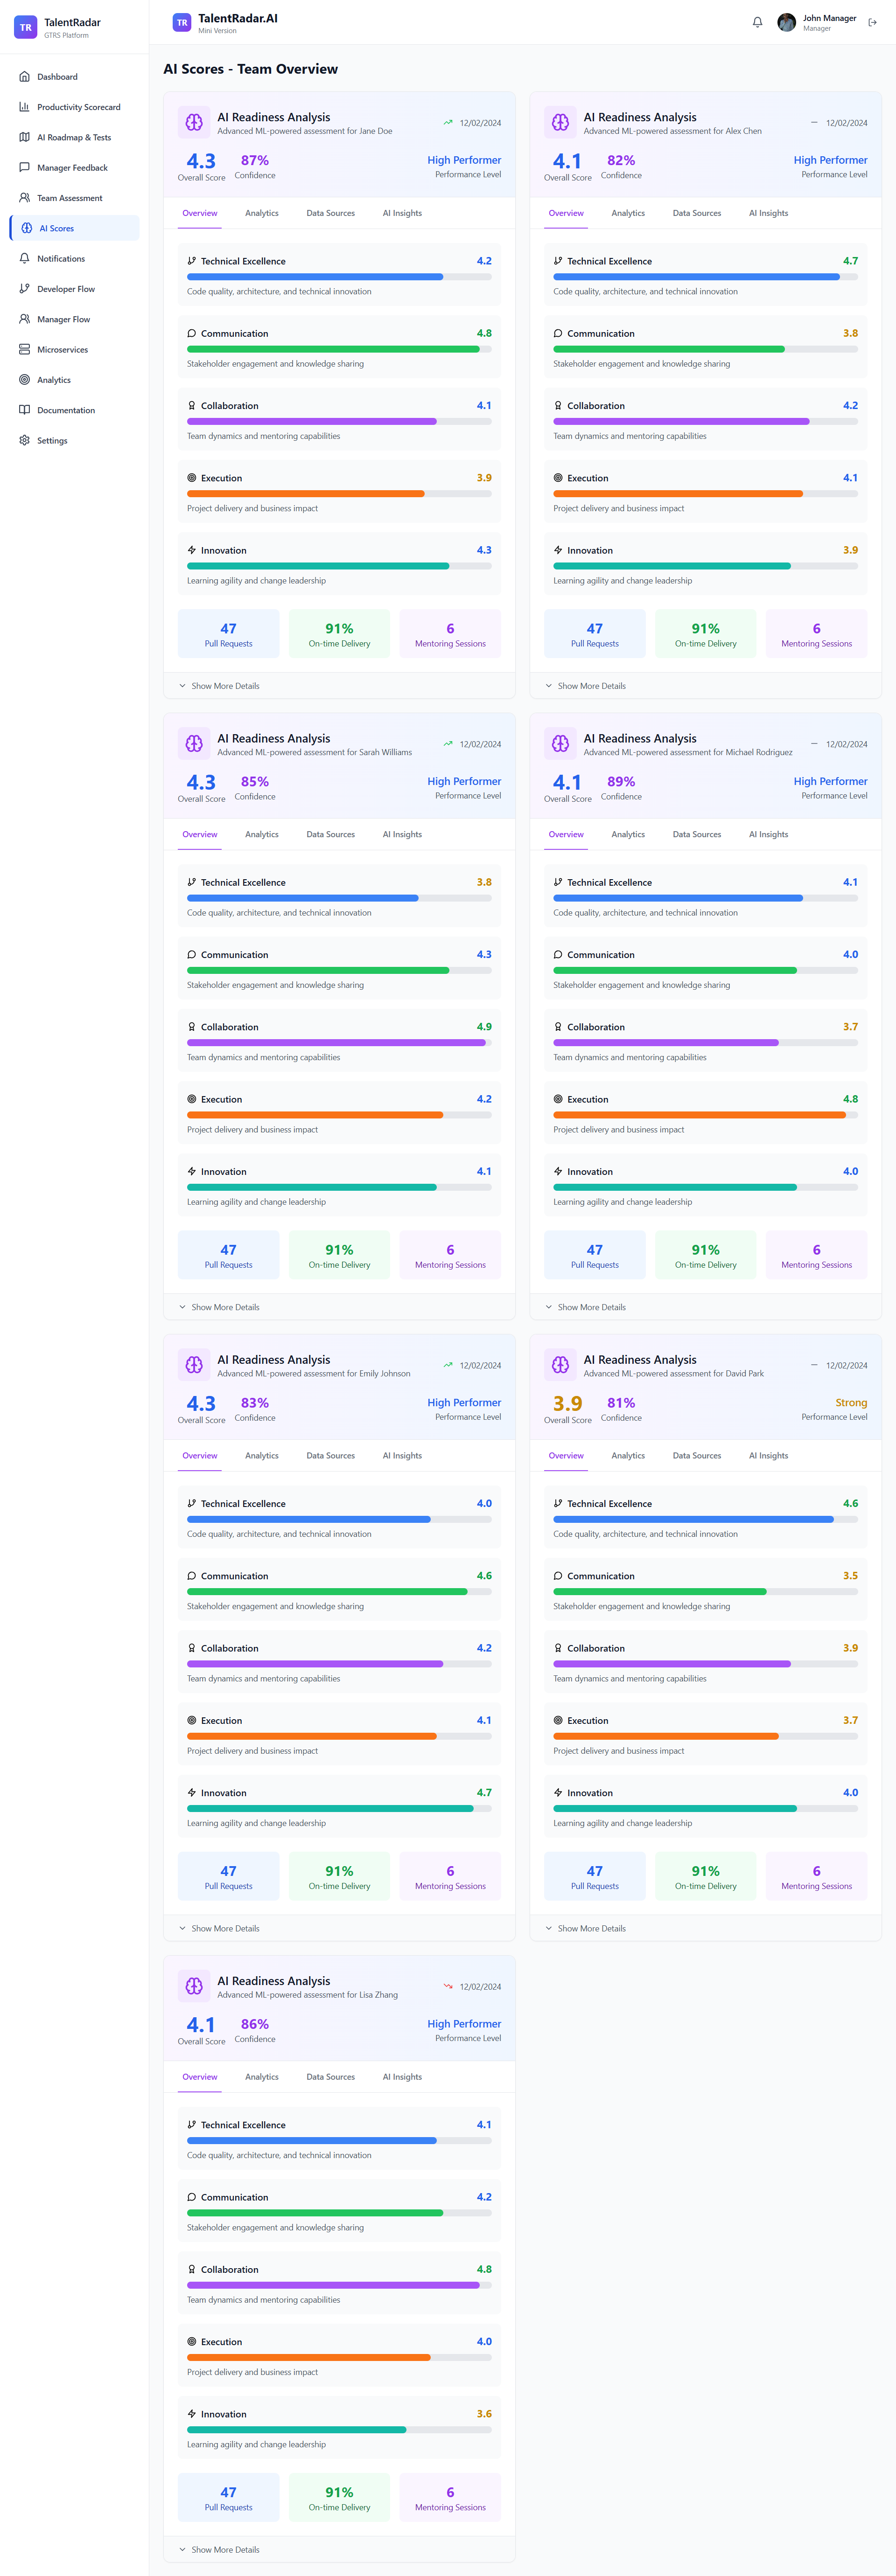 TR
TalentRadar
GTRS Platform
Dashboard
Productivity Scorecard
AI Roadmap & Tests
Manager Feedback
Team Assessment
AI Scores
Notifications
Developer Flow
Manager Flow
Microservices
Analytics
Documentation
Settings
TR
TalentRadar.AI
Mini Version
John Manager
Manager
AI Scores - Team Overview
AI Readiness Analysis
Advanced ML-powered assessment for Jane Doe
12/02/2024
4.3
Overall Score
87%
Confidence
High Performer
Performance Level
Overview Analytics Data Sources AI Insights
Technical Excellence 4.2
Code quality, architecture, and technical innovation
Communication 4.8
Stakeholder engagement and knowledge sharing
Collaboration 4.1
Team dynamics and mentoring capabilities
Execution 3.9
Project delivery and business impact
Innovation 4.3
Learning agility and change leadership
47
Pull Requests
91%
On-time Delivery
6
Mentoring Sessions
Show More Details
AI Readiness Analysis
Advanced ML-powered assessment for Alex Chen
12/02/2024
4.1
Overall Score
82%
Confidence
High Performer
Performance Level
Overview Analytics Data Sources AI Insights
Technical Excellence 4.7
Code quality, architecture, and technical innovation
Communication 3.8
Stakeholder engagement and knowledge sharing
Collaboration 4.2
Team dynamics and mentoring capabilities
Execution 4.1
Project delivery and business impact
Innovation 3.9
Learning agility and change leadership
47
Pull Requests
91%
On-time Delivery
6
Mentoring Sessions
Show More Details
AI Readiness Analysis
Advanced ML-powered assessment for Sarah Williams
12/02/2024
4.3
Overall Score
85%
Confidence
High Performer
Performance Level
Overview Analytics Data Sources AI Insights
Technical Excellence 3.8
Code quality, architecture, and technical innovation
Communication 4.3
Stakeholder engagement and knowledge sharing
Collaboration 4.9
Team dynamics and mentoring capabilities
Execution 4.2
Project delivery and business impact
Innovation 4.1
Learning agility and change leadership
47
Pull Requests
91%
On-time Delivery
6
Mentoring Sessions
Show More Details
AI Readiness Analysis
Advanced ML-powered assessment for Michael Rodriguez
12/02/2024
4.1
Overall Score
89%
Confidence
High Performer
Performance Level
Overview Analytics Data Sources AI Insights
Technical Excellence 4.1
Code quality, architecture, and technical innovation
Communication 4.0
Stakeholder engagement and knowledge sharing
Collaboration 3.7
Team dynamics and mentoring capabilities
Execution 4.8
Project delivery and business impact
Innovation 4.0
Learning agility and change leadership
47
Pull Requests
91%
On-time Delivery
6
Mentoring Sessions
Show More Details
AI Readiness Analysis
Advanced ML-powered assessment for Emily Johnson
12/02/2024
4.3
Overall Score
83%
Confidence
High Performer
Performance Level
Overview Analytics Data Sources AI Insights
Technical Excellence 4.0
Code quality, architecture, and technical innovation
Communication 4.6
Stakeholder engagement and knowledge sharing
Collaboration 4.2
Team dynamics and mentoring capabilities
Execution 4.1
Project delivery and business impact
Innovation 4.7
Learning agility and change leadership
47
Pull Requests
91%
On-time Delivery
6
Mentoring Sessions
Show More Details
AI Readiness Analysis
Advanced ML-powered assessment for David Park
12/02/2024
3.9
Overall Score
81%
Confidence
Strong
Performance Level
Overview Analytics Data Sources AI Insights
Technical Excellence 4.6
Code quality, architecture, and technical innovation
Communication 3.5
Stakeholder engagement and knowledge sharing
Collaboration 3.9
Team dynamics and mentoring capabilities
Execution 3.7
Project delivery and business impact
Innovation 4.0
Learning agility and change leadership
47
Pull Requests
91%
On-time Delivery
6
Mentoring Sessions
Show More Details
AI Readiness Analysis
Advanced ML-powered assessment for Lisa Zhang
12/02/2024
4.1
Overall Score
86%
Confidence
High Performer
Performance Level
Overview Analytics Data Sources AI Insights
Technical Excellence 4.1
Code quality, architecture, and technical innovation
Communication 4.2
Stakeholder engagement and knowledge sharing
Collaboration 4.8
Team dynamics and mentoring capabilities
Execution 4.0
Project delivery and business impact
Innovation 3.6
Learning agility and change leadership
47
Pull Requests
91%
On-time Delivery
6
Mentoring Sessions
Show More Details